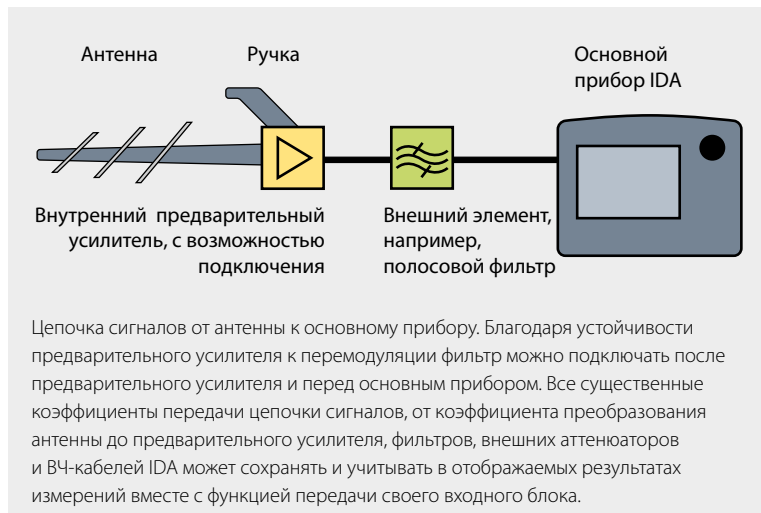 Антенна
Ручка
Основной
прибор IDA
Внутренний предварительный
усилитель, с возможностью
подключения
Внешний элемент,
например,
полосовой фильтр
Цепочка сигналов от антенны к основному прибору. Благодаря устойчивости
предварительного усилителя к перемодуляции фильтр можно подключать после
предварительного усилителя и перед основным прибором. Все существенные
коэффициенты передачи цепочки сигналов, от коэффициента преобразования
антенны до предварительного усилителя, фильтров, внешних аттенюаторов
и ВЧ-кабелей IDA может сохранять и учитывать в отображаемых результатах
измерений вместе с функцией передачи своего входного блока.